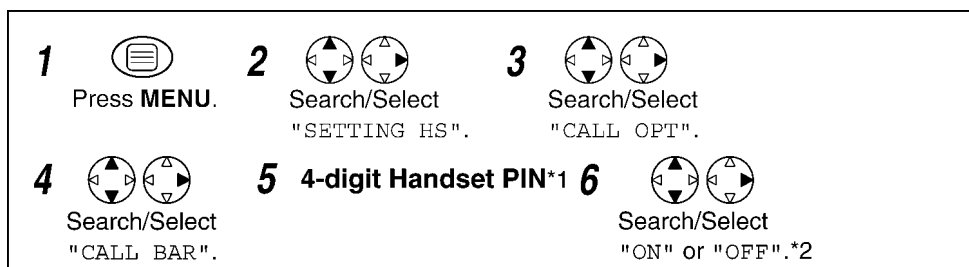 1 2 3
Press MENU. Search/Select Search/Select
"SETTING HS". "CALL OPT".
4 5 4-digit Handset PIN*1 6
Search/Select Search/Select
"CALL BAR". "ON" or "OFF".*2